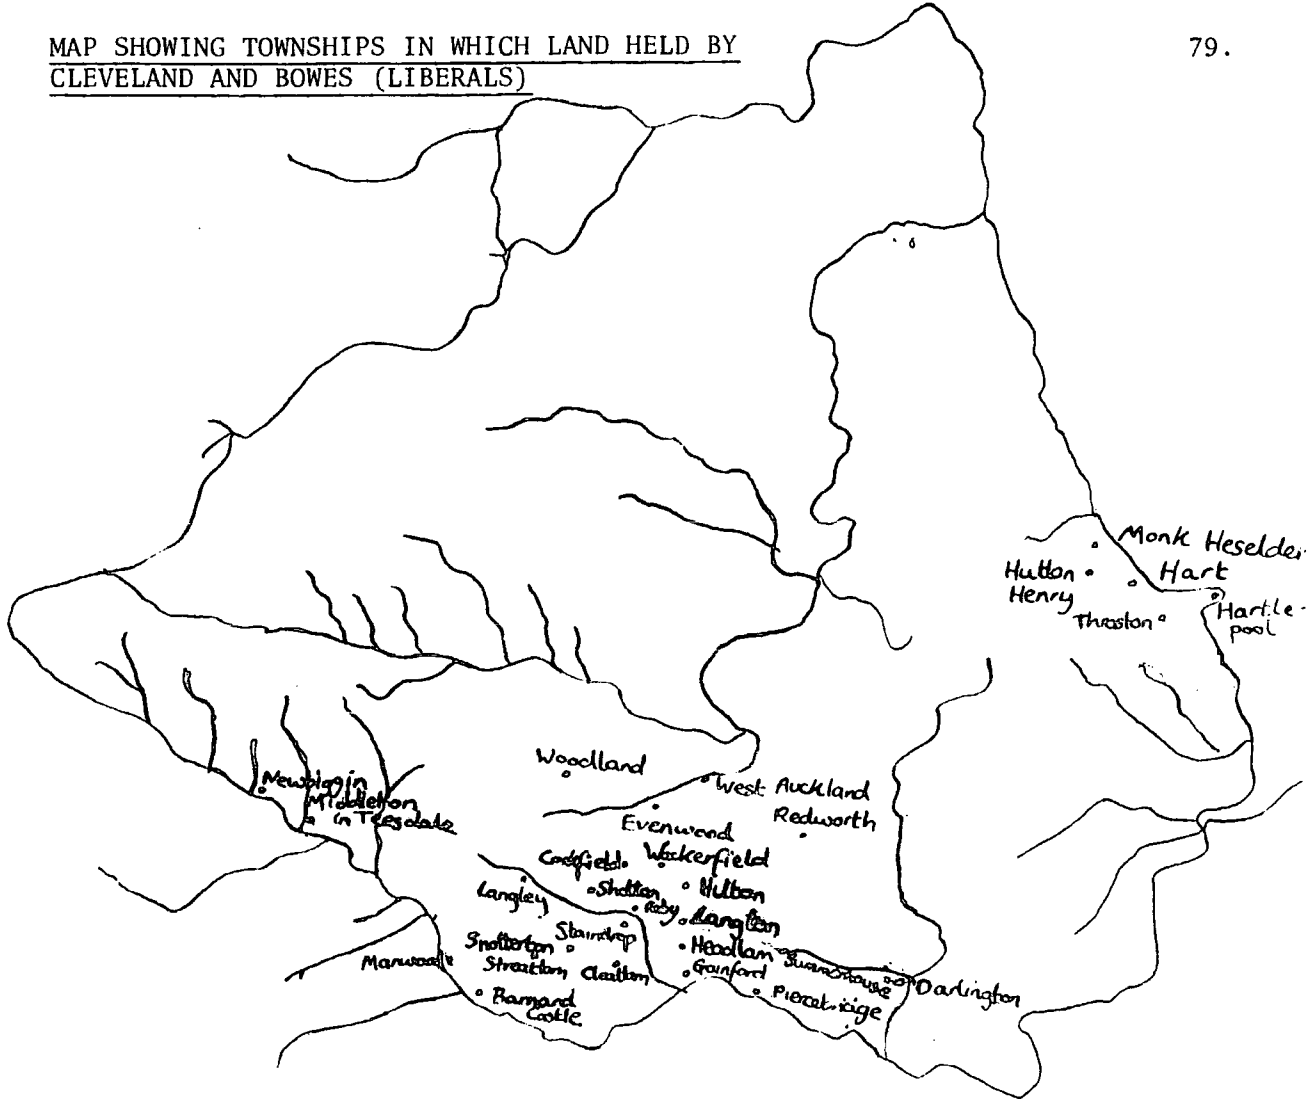 MAP SHOWING TOWNSHIPS IN WHICH LAND HELD BY
CLEVELAND AND BOWES (LIBERALS)
79.
Monk Heselde
Hutton
Henry
Hart
Hartle-
pool
Throston
Woodland
West Auckland
Redworth
Newbiggin
Middleton
in Teesdale
Evenwood
Cockfield
Wackerfield
Langley
Shotton
Hilton
Raby
Langton
Staindrop
Snotterton
Headlam
Marwood
Streatlam
Cleatlam
Gainford
Darlington
Barnard
Castle
Piercebridge